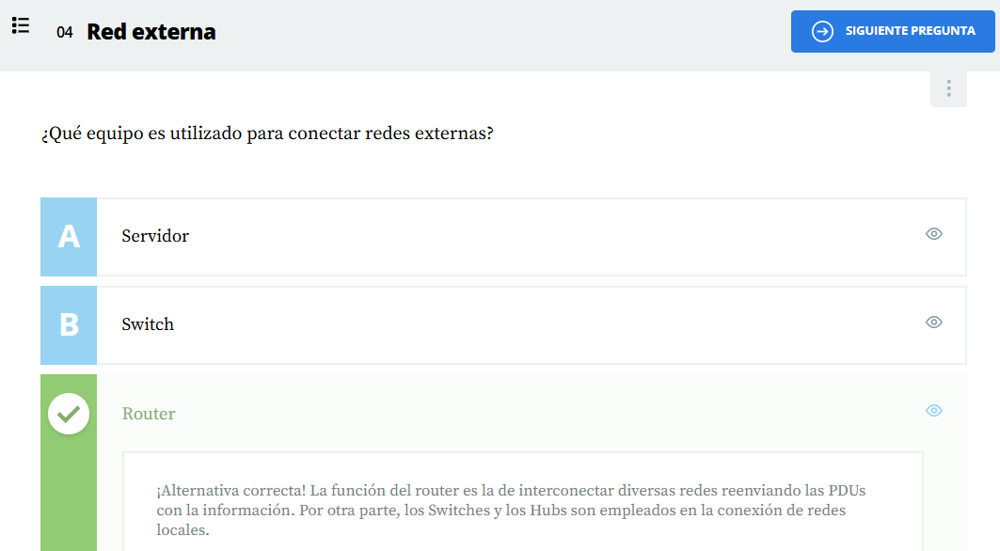 04 Red externa
SIGUIENTE PREGUNTA
¿Qué equipo es utilizado para conectar redes externas?
A Servidor
B Switch
Router
¡Alternativa correcta! La función del router es la de interconectar diversas redes reenviando las PDUs
con la información. Por otra parte, los Switches y los Hubs son empleados en la conexión de redes
locales.